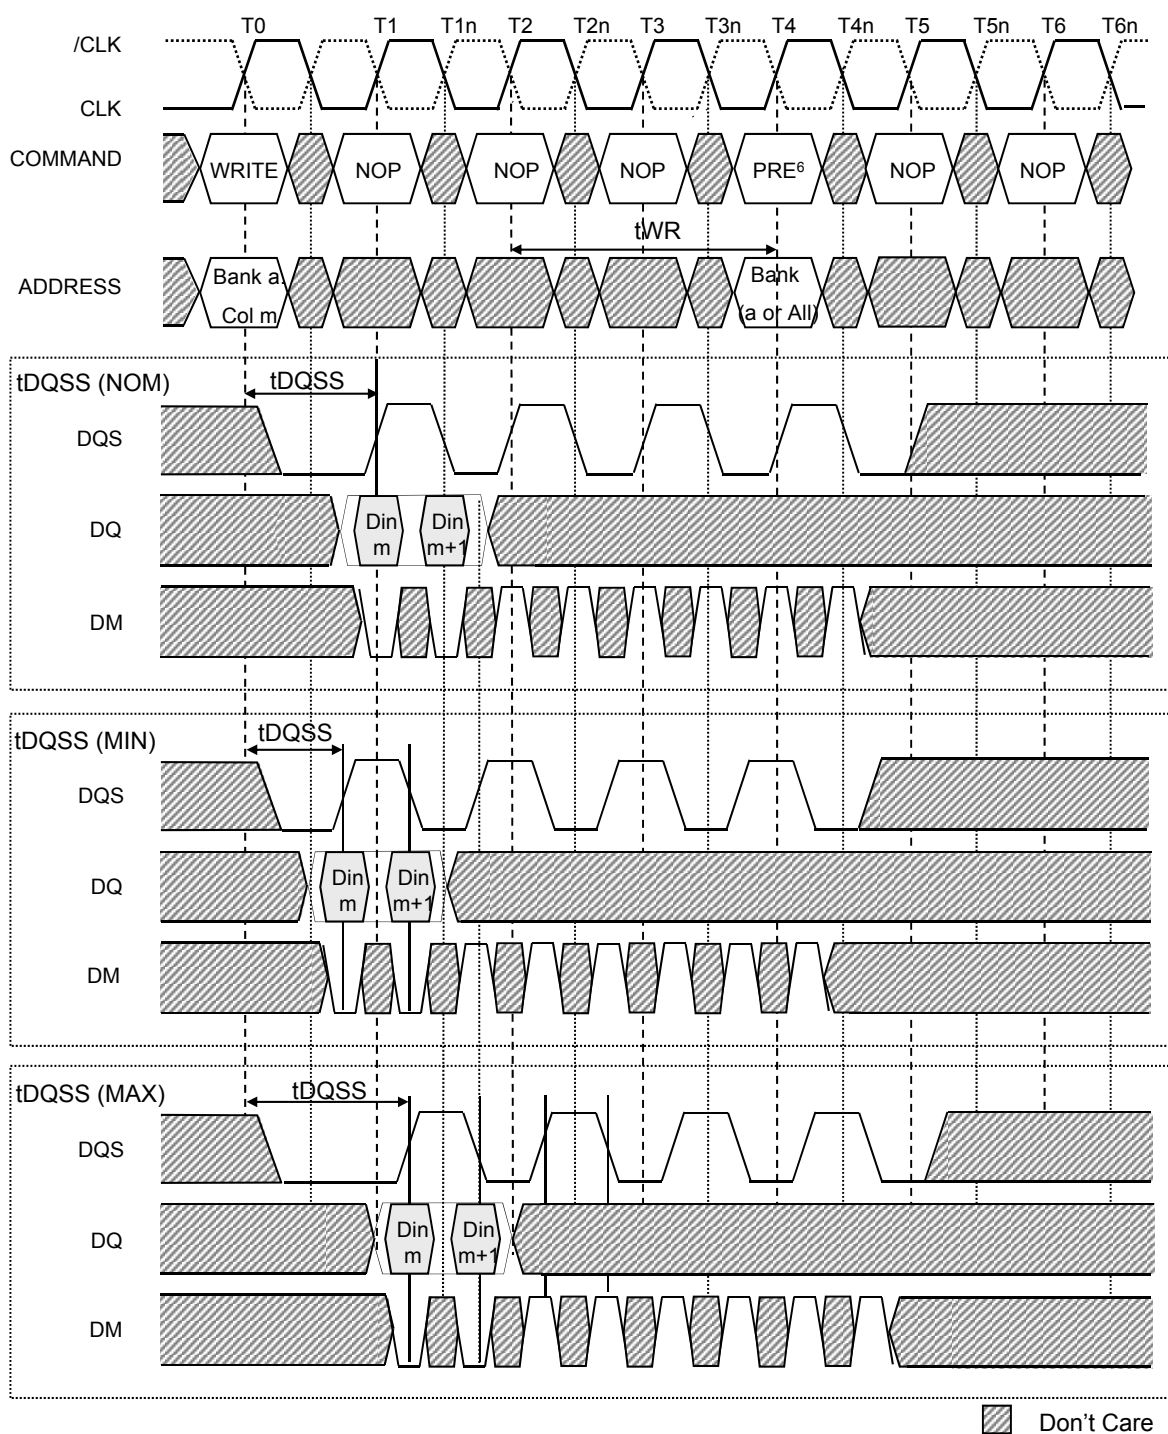 T0 T1 T1n T2 T2n T3 T3n T4 T4n T5 T5n T6 T6n
/CLK
CLK
COMMAND WRITE NOP NOP NOP PRE6 NOP NOP
tWR
ADDRESS Bank a, Bank
Col m (a or All)
tDQSS (NOM) tDQSS
DQS
DQ Din Din
m m+1
DM
tDQSS (MIN) tDQSS
DQS
DQ Din Din
m m+1
DM
tDQSS (MAX) tDQSS
DQS
DQ Din Din
m m+1
DM
Don't Care